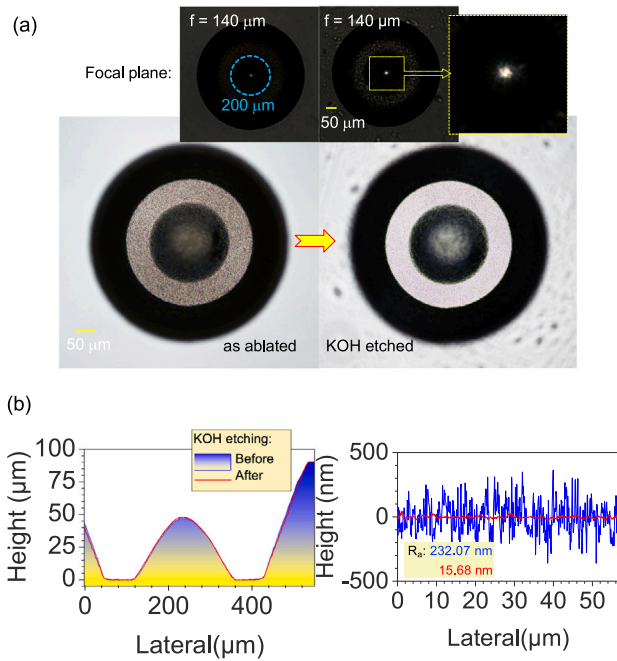 (a)
f = 140 μm
f = 140 μm
Focal plane:
200 μm
50 μm
50 μm
as ablated
KOH etched
(b)
KOH etching:
Before
After
Height (μm)
100
75
50
25
0
0
200
400
Lateral(μm)
Height (nm)
500
0
-500
Rₐ: 232.07 nm
15.68 nm
0
10
20
30
40
50
Lateral(μm)